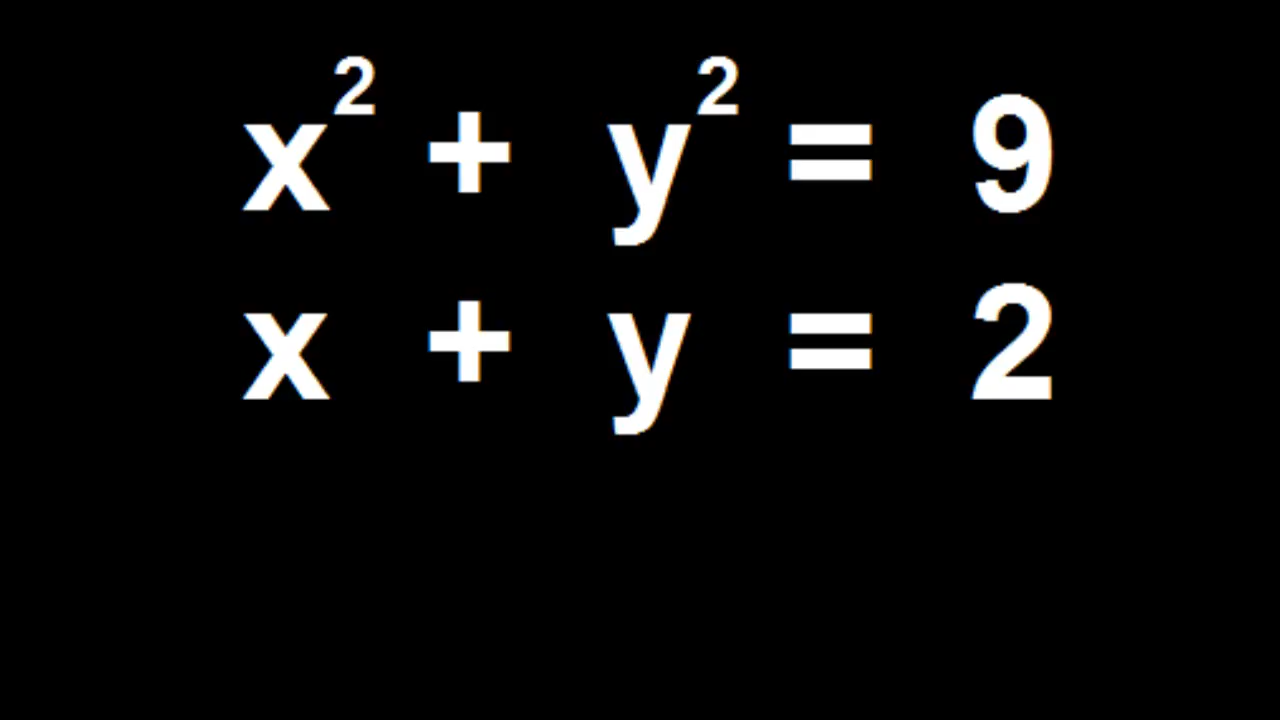 x² + y² = 9
x + y = 2